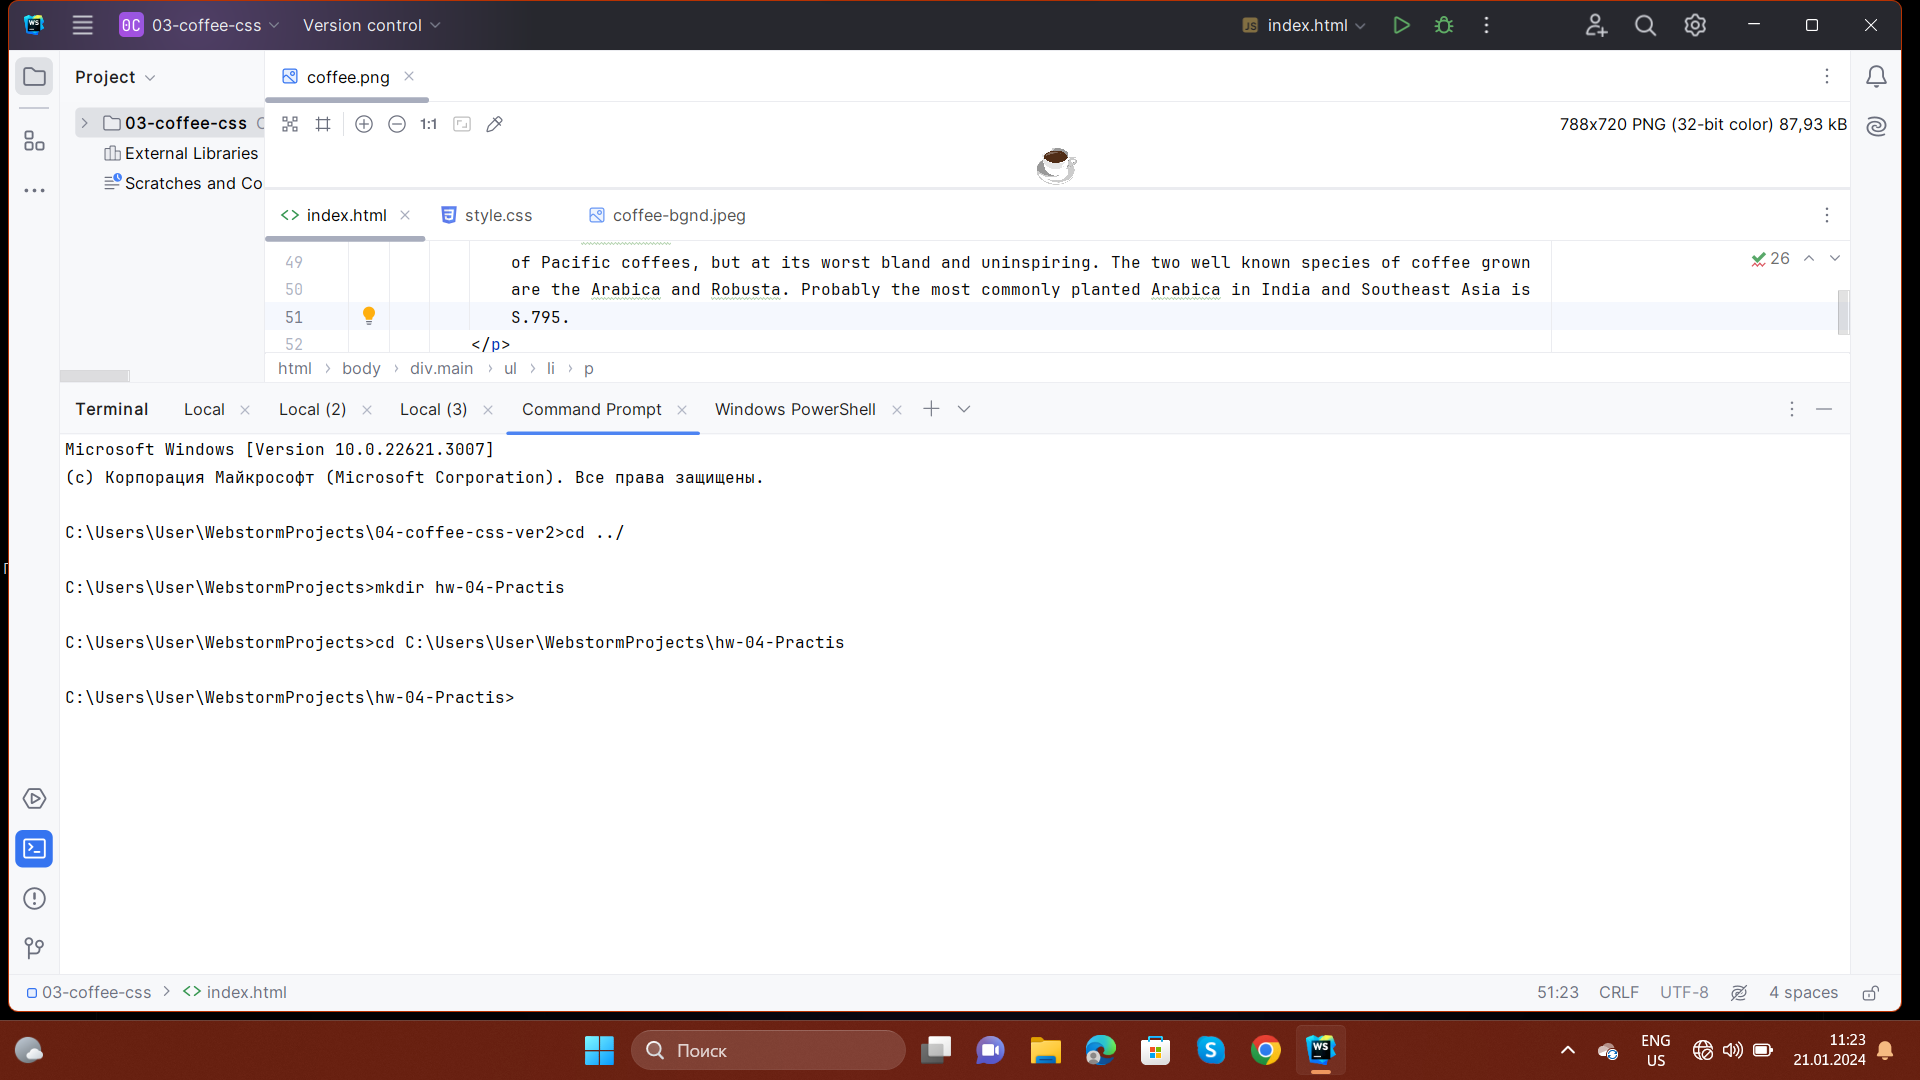 WS
0C 03-coffee-css
Version control
JS index.html
Project
coffee.png
03-coffee-css
External Libraries
Scratches and Co
1:1
788x720 PNG (32-bit color) 87,93 kB
index.html
style.css
coffee-bgnd.jpeg
49 of Pacific coffees, but at its worst bland and uninspiring. The two well known species of coffee grown
26
50 are the Arabica and Robusta. Probably the most commonly planted Arabica in India and Southeast Asia is
51 S.795.
52 </p>
html › body › div.main › ul › li › p
Terminal
Local
Local (2)
Local (3)
Command Prompt
Windows PowerShell
Microsoft Windows [Version 10.0.22621.3007]
(c) Корпорация Майкрософт (Microsoft Corporation). Все права защищены.
C:\Users\User\WebstormProjects\04-coffee-css-ver2>cd ../
C:\Users\User\WebstormProjects>mkdir hw-04-Practis
C:\Users\User\WebstormProjects>cd C:\Users\User\WebstormProjects\hw-04-Practis
C:\Users\User\WebstormProjects\hw-04-Practis>
03-coffee-css › <> index.html
51:23
CRLF
UTF-8
4 spaces
Поиск
S
WS
ENG
US
11:23
21.01.2024